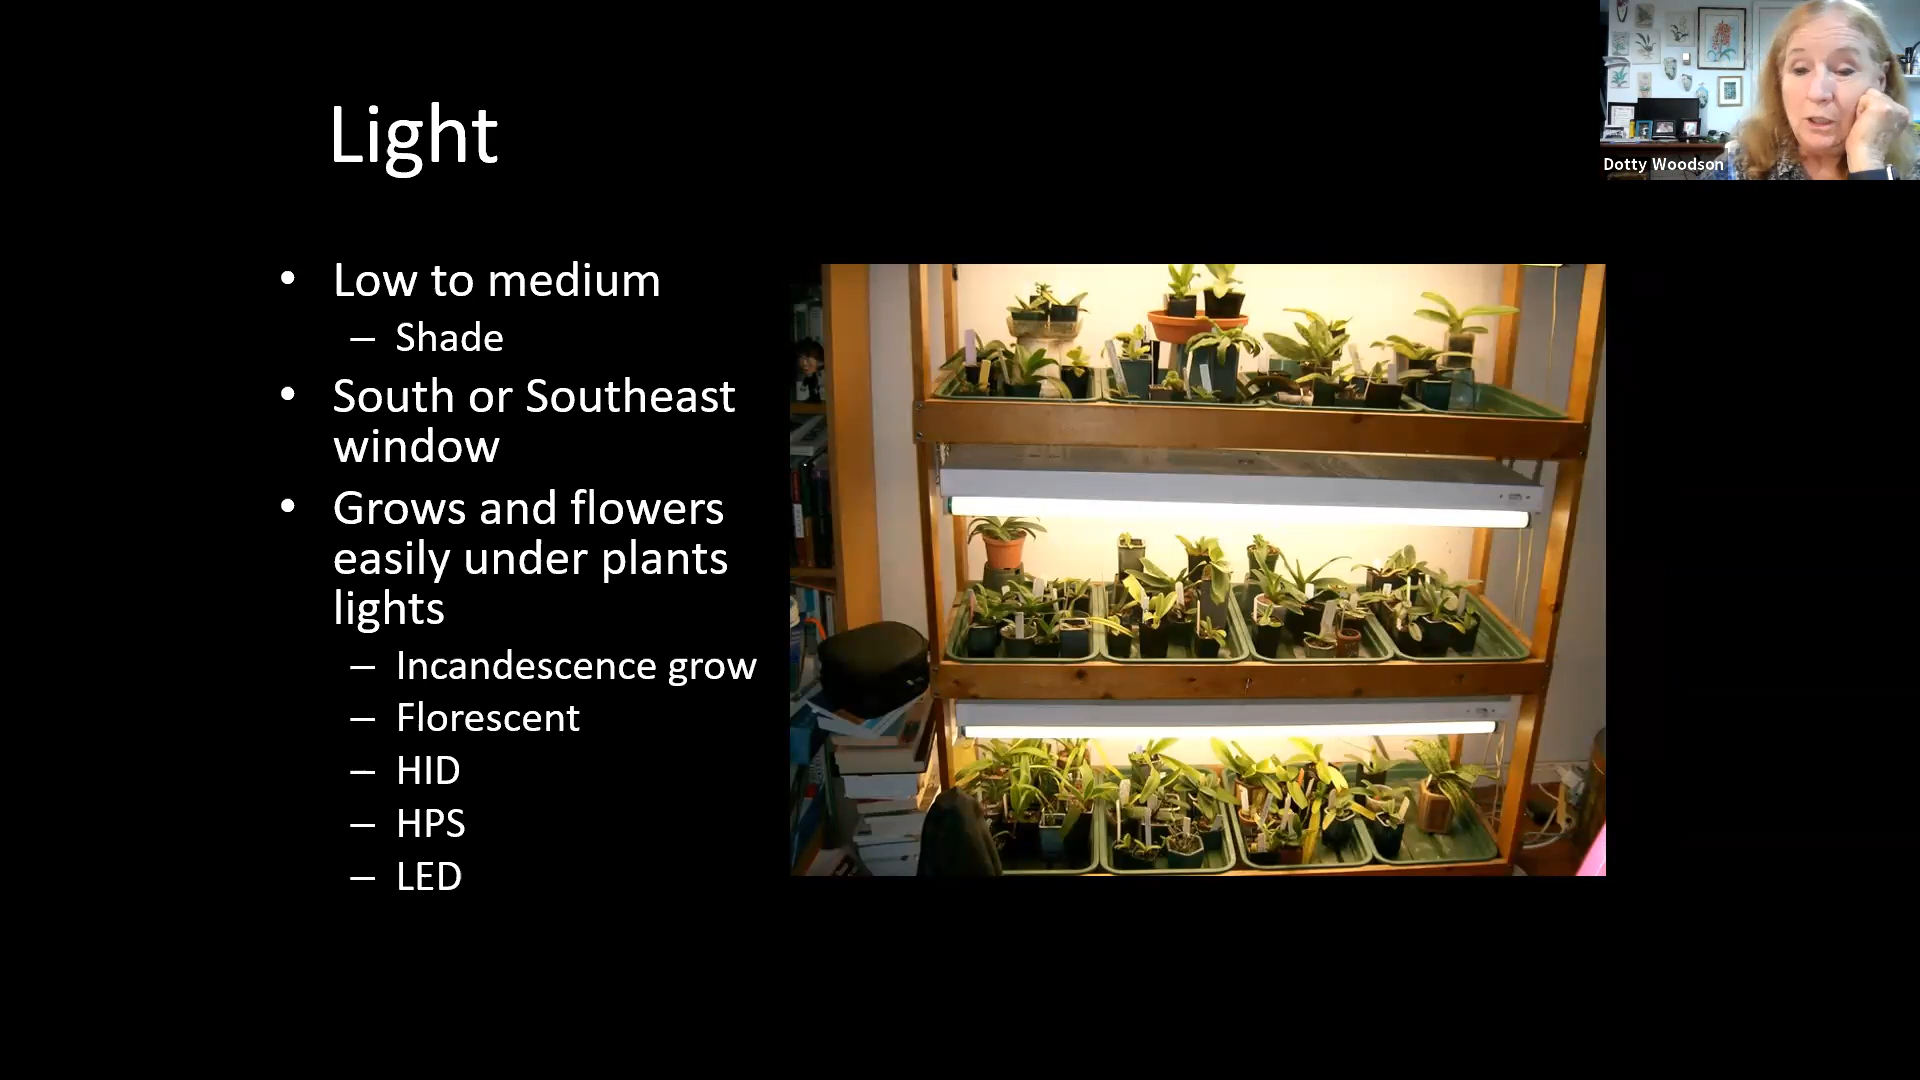 Light
• Low to medium
– Shade
• South or Southeast
window
• Grows and flowers
easily under plants
lights
– Incandescence grow
– Florescent
– HID
– HPS
– LED
Dotty Woodson